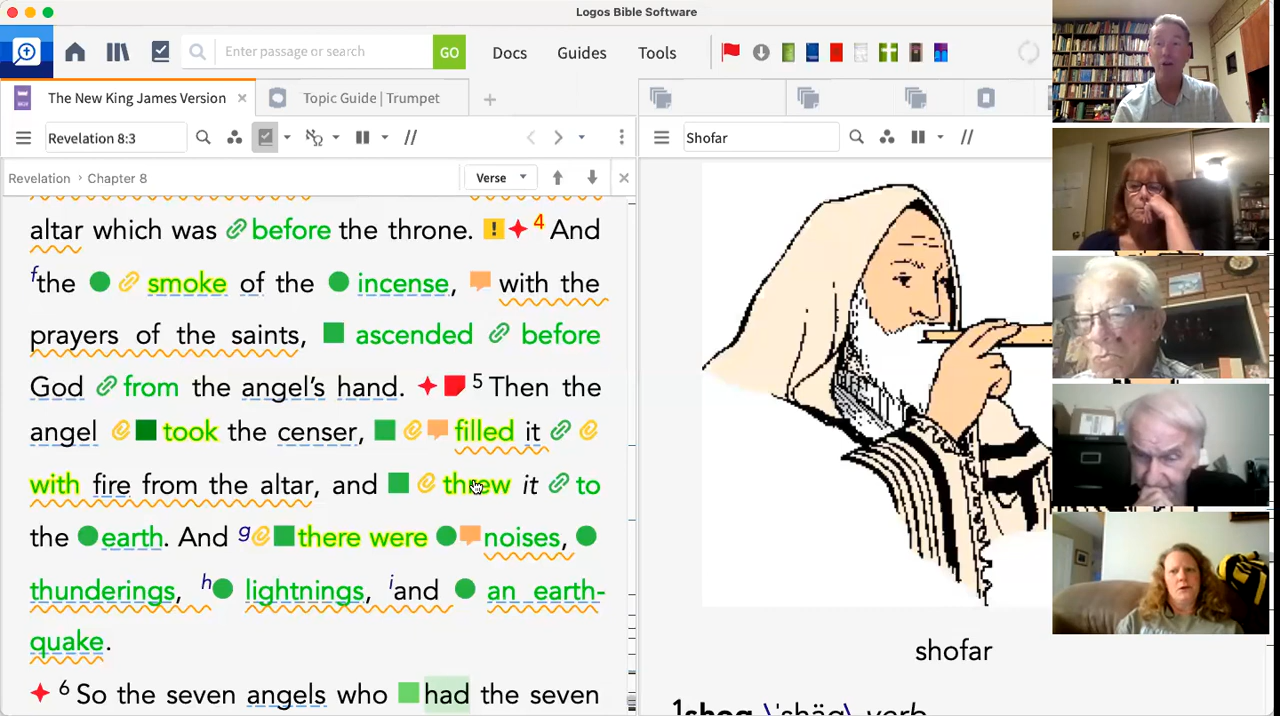 Logos Bible Software
Enter passage or search GO Docs Guides Tools
The New King James Version Topic Guide | Trumpet
Revelation 8:3 Shofar
Revelation › Chapter 8 Verse
altar which was before the throne. 4 And
f the smoke of the incense, with the
prayers of the saints, ascended before
God from the angel's hand. 5 Then the
angel took the censer, filled it
with fire from the altar, and threw it to
the earth. And g there were noises,
thunderings, h lightnings, i and an earth-
quake.
6 So the seven angels who had the seven
shofar
1shog \ˈshäg\ verb